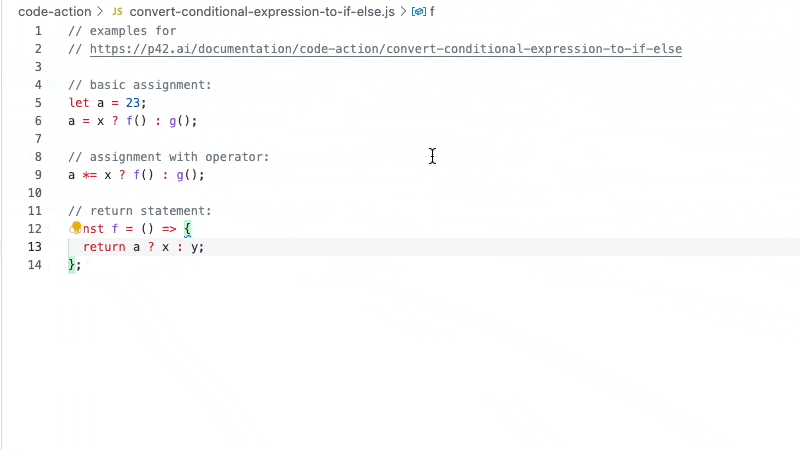 code-action > JS convert-conditional-expression-to-if-else.js > f
1 // examples for
2 // https://p42.ai/documentation/code-action/convert-conditional-expression-to-if-else
3
4 // basic assignment:
5 let a = 23;
6 a = x ? f() : g();
7
8 // assignment with operator:
9 a *= x ? f() : g();
10
11 // return statement:
12 nst f = () => {
13 return a ? x : y;
14 };